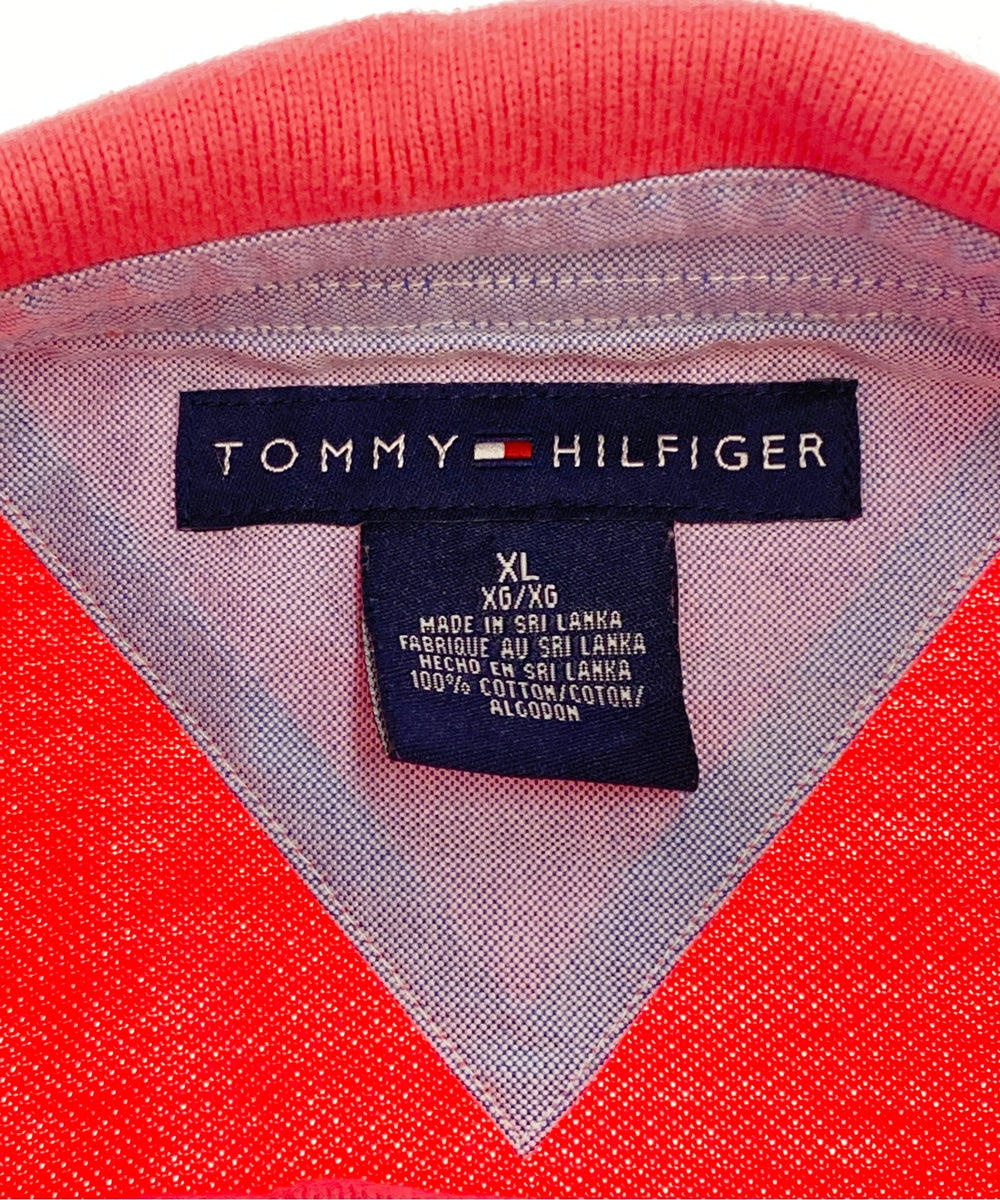 TOMMY HILFIGER
XL
XG/XG
MADE IN SRI LANKA
FABRIQUE AU SRI LANKA
HECHO EN SRI LANKA
100% COTTON/COTON/
ALGODON